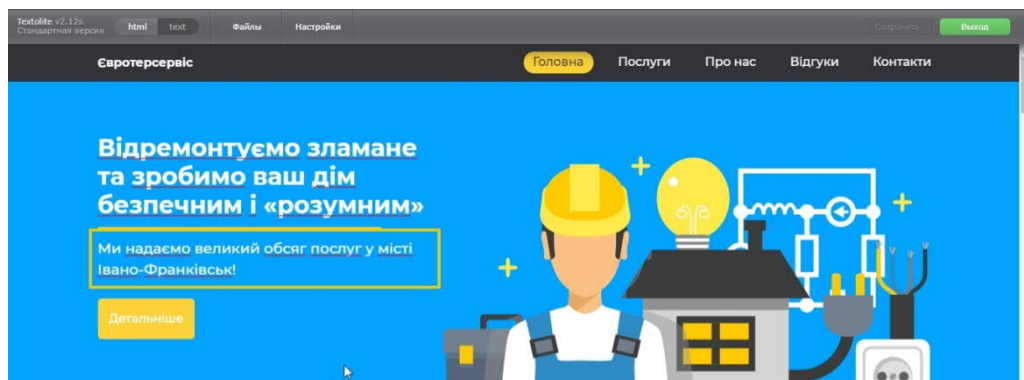 Textolite v2.12s
Стандартная версия
html text
Файлы
Настройки
Сохранить
Выход
Євротерсервіс
Головна Послуги Про нас Відгуки Контакти
Відремонтуємо зламане
та зробимо ваш дім
безпечним і «розумним»
Ми надаємо великий обсяг послуг у місті
Івано-Франківськ!
Детальніше